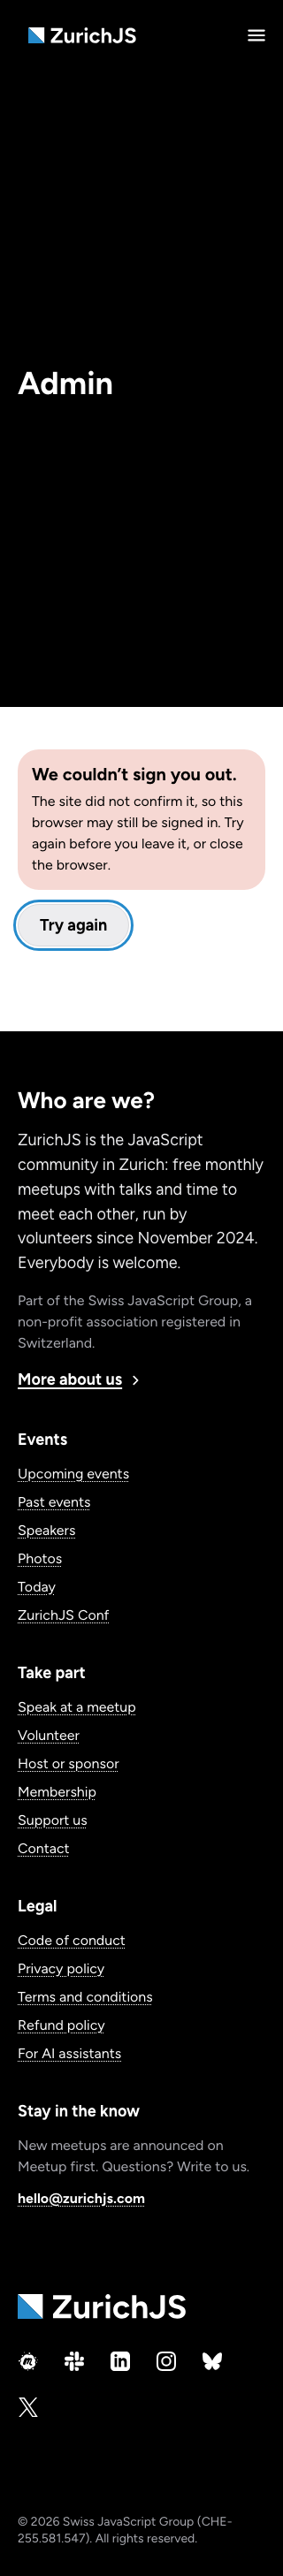 ZurichJS
Admin
We couldn’t sign you out.
The site did not confirm it, so this
browser may still be signed in. Try
again before you leave it, or close
the browser.
Try again
Who are we?
ZurichJS is the JavaScript
community in Zurich: free monthly
meetups with talks and time to
meet each other, run by
volunteers since November 2024.
Everybody is welcome.
Part of the Swiss JavaScript Group, a
non-profit association registered in
Switzerland.
More about us
Events
Upcoming events
Past events
Speakers
Photos
Today
ZurichJS Conf
Take part
Speak at a meetup
Volunteer
Host or sponsor
Membership
Support us
Contact
Legal
Code of conduct
Privacy policy
Terms and conditions
Refund policy
For AI assistants
Stay in the know
New meetups are announced on
Meetup first. Questions? Write to us.
hello@zurichjs.com
ZurichJS
© 2026 Swiss JavaScript Group (CHE-
255.581.547). All rights reserved.